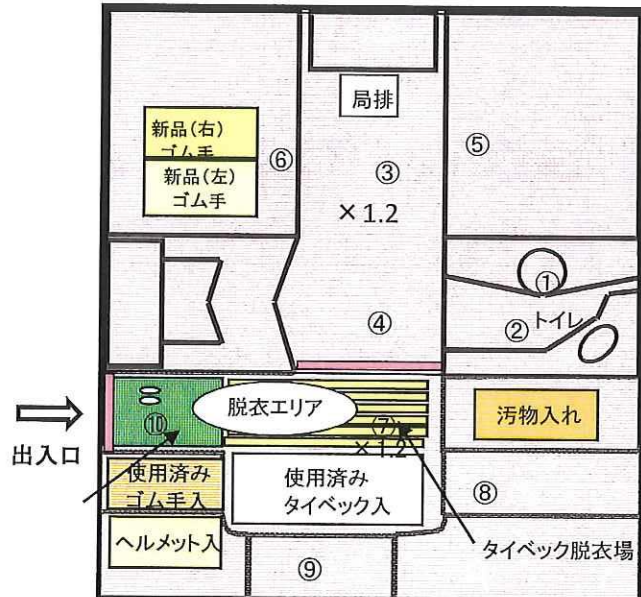 局排
新品(右)
ゴム手
新品(左)
ゴム手
⑥
③
⑤
×1.2
①
④
② トイレ
出入口
脱衣エリア
⑩
⑦
×1.2
汚物入れ
使用済み
ゴム手入
使用済み
タイベック入
⑧
ヘルメット入
⑨
タイベック脱衣場